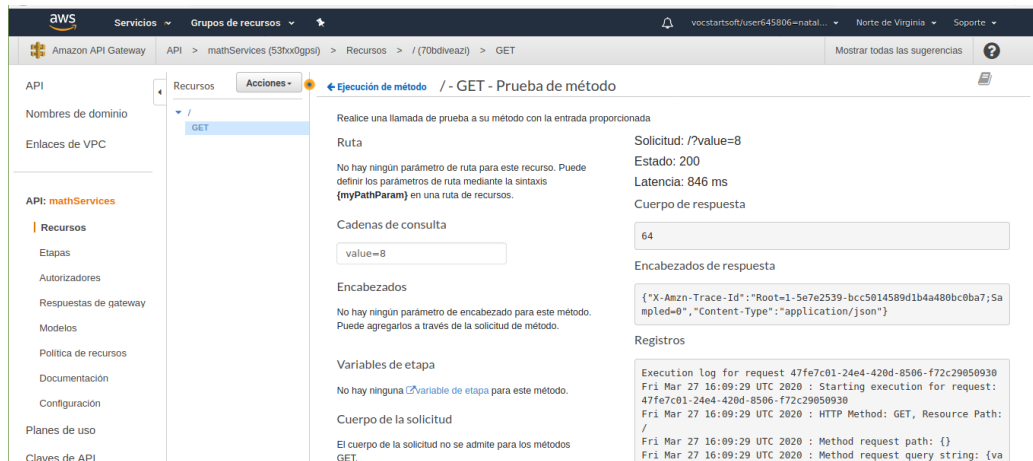 aws
Servicios
Grupos de recursos
vocstartsoft/user645806=natal...
Norte de Virginia
Soporte
Amazon API Gateway
API > mathServices (53fxx0gpsi) > Recursos > / (70bdiveazi) > GET
Mostrar todas las sugerencias
API
Nombres de dominio
Enlaces de VPC
API: mathServices
Recursos
Etapas
Autorizadores
Respuestas de gateway
Modelos
Política de recursos
Documentación
Configuración
Planes de uso
Claves de API
Recursos
Acciones
/
GET
Ejecución de método / - GET - Prueba de método
Realice una llamada de prueba a su método con la entrada proporcionada
Ruta
No hay ningún parámetro de ruta para este recurso. Puede
definir los parámetros de ruta mediante la sintaxis
{myPathParam} en una ruta de recursos.
Cadenas de consulta
value=8
Encabezados
No hay ningún parámetro de encabezado para este método.
Puede agregarlos a través de la solicitud de método.
Variables de etapa
No hay ninguna variable de etapa para este método.
Cuerpo de la solicitud
El cuerpo de la solicitud no se admite para los métodos
GET.
Solicitud: /?value=8
Estado: 200
Latencia: 846 ms
Cuerpo de respuesta
64
Encabezados de respuesta
{"X-Amzn-Trace-Id":"Root=1-5e7e2539-bcc5014589d1b4a480bc0ba7;Sa
mpled=0","Content-Type":"application/json"}
Registros
Execution log for request 47fe7c01-24e4-420d-8506-f72c29050930
Fri Mar 27 16:09:29 UTC 2020 : Starting execution for request:
47fe7c01-24e4-420d-8506-f72c29050930
Fri Mar 27 16:09:29 UTC 2020 : HTTP Method: GET, Resource Path:
/
Fri Mar 27 16:09:29 UTC 2020 : Method request path: {}
Fri Mar 27 16:09:29 UTC 2020 : Method request query string: {va